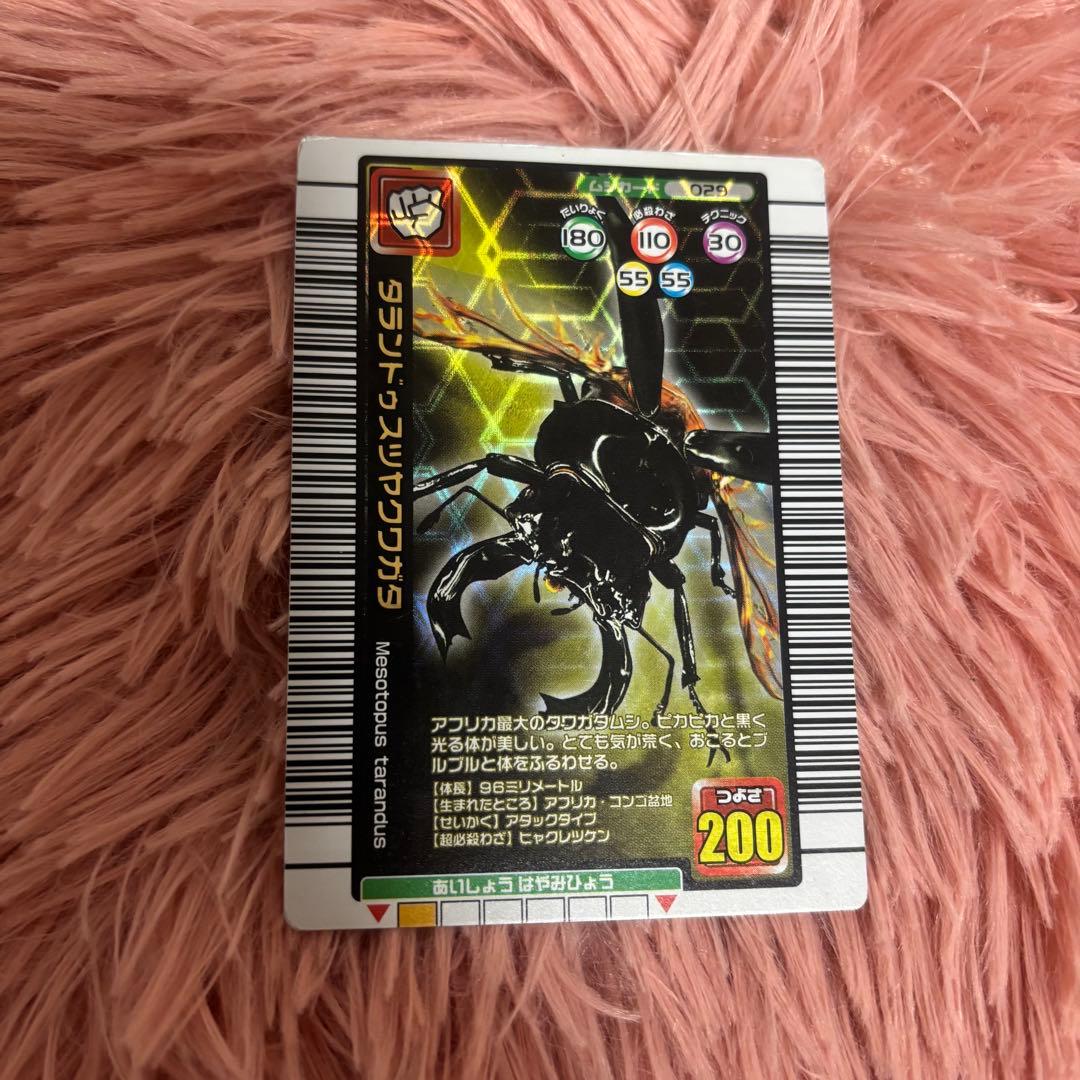 ムシカード 029
たいりょく 必殺わざ テクニック
180 110 30
55 55
タランドゥスツヤクワガタ
Mesotopus tarandus
アフリカ最大のクワガタムシ。ピカピカと黒く
光る体が美しい。とても気が荒く、おこるとブ
ルブルと体をふるわせる。
【体長】96ミリメートル
【生まれたところ】アフリカ・コンゴ盆地
【せいかく】アタックタイプ
【超必殺わざ】ヒャクレツケン
つよさ
200
あいしょうはやみひょう